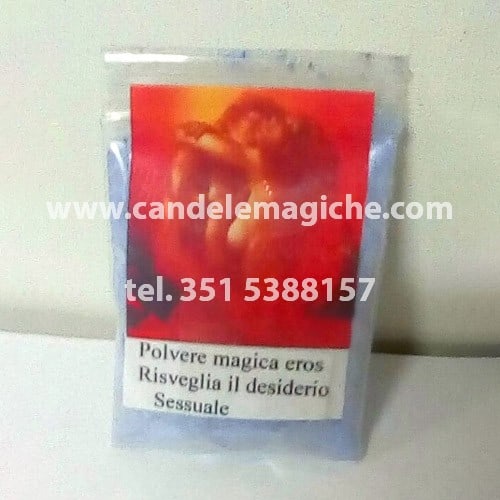 www.candelemagiche.com
tel. 351 5388157
Polvere magica eros
Risveglia il desiderio
Sessuale